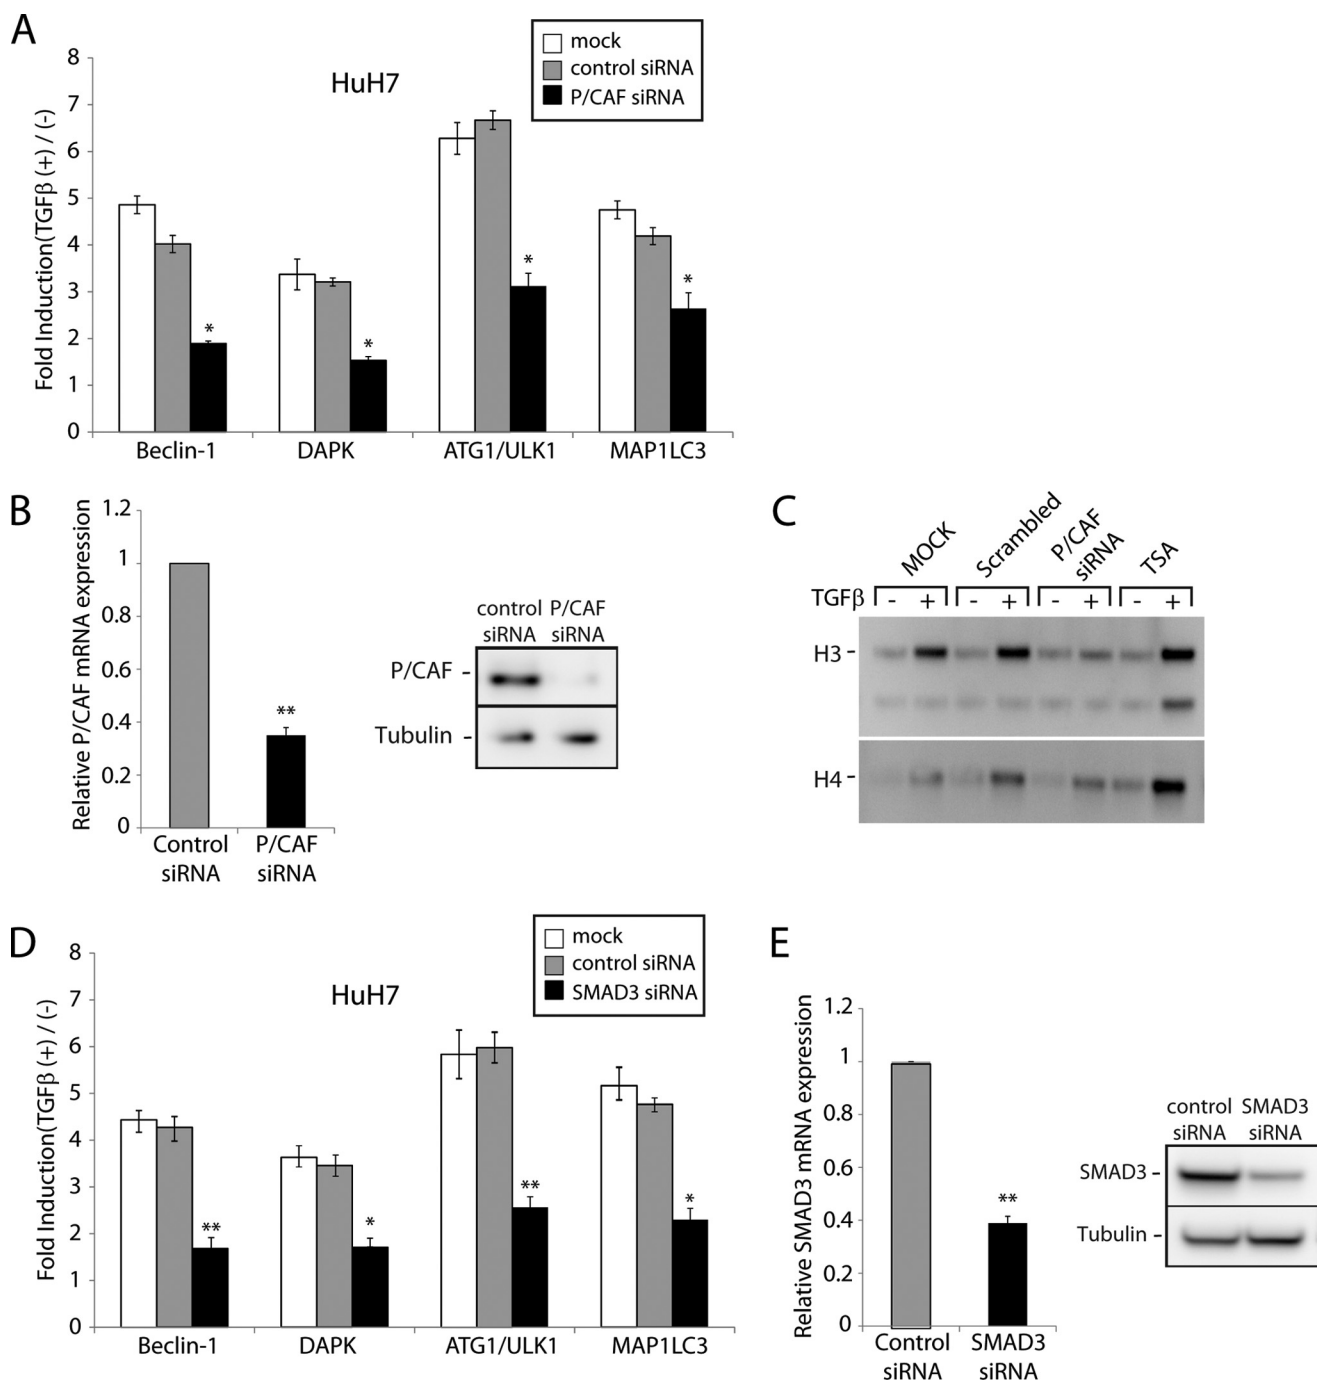 A
mock
control siRNA
P/CAF siRNA
HuH7
Fold Induction(TGFβ (+) / (-)
8
7
6
5
4
3
2
1
0
*
*
*
*
Beclin-1
DAPK
ATG1/ULK1
MAP1LC3
B
Relative P/CAF mRNA expression
1.2
1
0.8
0.6
0.4
0.2
0
**
Control
siRNA
P/CAF
siRNA
control
siRNA
P/CAF
siRNA
P/CAF -
Tubulin -
C
MOCK
Scrambled
P/CAF
siRNA
TSA
TGFβ - + - + - + - +
H3 -
H4 -
D
mock
control siRNA
SMAD3 siRNA
HuH7
Fold Induction(TGFβ (+) / (-)
8
7
6
5
4
3
2
1
0
**
*
**
*
Beclin-1
DAPK
ATG1/ULK1
MAP1LC3
E
Relative SMAD3 mRNA expression
1.2
1
0.8
0.6
0.4
0.2
0
**
Control
siRNA
SMAD3
siRNA
control
siRNA
SMAD3
siRNA
SMAD3 -
Tubulin -